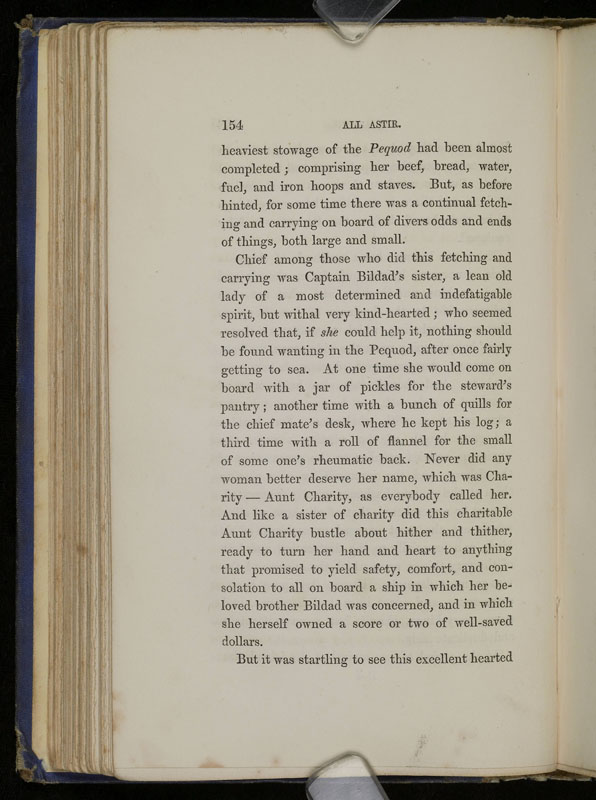 154
ALL ASTIR.
heaviest stowage of the Pequod had been almost
completed ; comprising her beef, bread, water,
fuel, and iron hoops and staves. But, as before
hinted, for some time there was a continual fetch-
ing and carrying on board of divers odds and ends
of things, both large and small.
Chief among those who did this fetching and
carrying was Captain Bildad's sister, a lean old
lady of a most determined and indefatigable
spirit, but withal very kind-hearted ; who seemed
resolved that, if she could help it, nothing should
be found wanting in the Pequod, after once fairly
getting to sea. At one time she would come on
board with a jar of pickles for the steward's
pantry ; another time with a bunch of quills for
the chief mate's desk, where he kept his log ; a
third time with a roll of flannel for the small
of some one's rheumatic back. Never did any
woman better deserve her name, which was Cha-
rity — Aunt Charity, as everybody called her.
And like a sister of charity did this charitable
Aunt Charity bustle about hither and thither,
ready to turn her hand and heart to anything
that promised to yield safety, comfort, and con-
solation to all on board a ship in which her be-
loved brother Bildad was concerned, and in which
she herself owned a score or two of well-saved
dollars.
But it was startling to see this excellent hearted